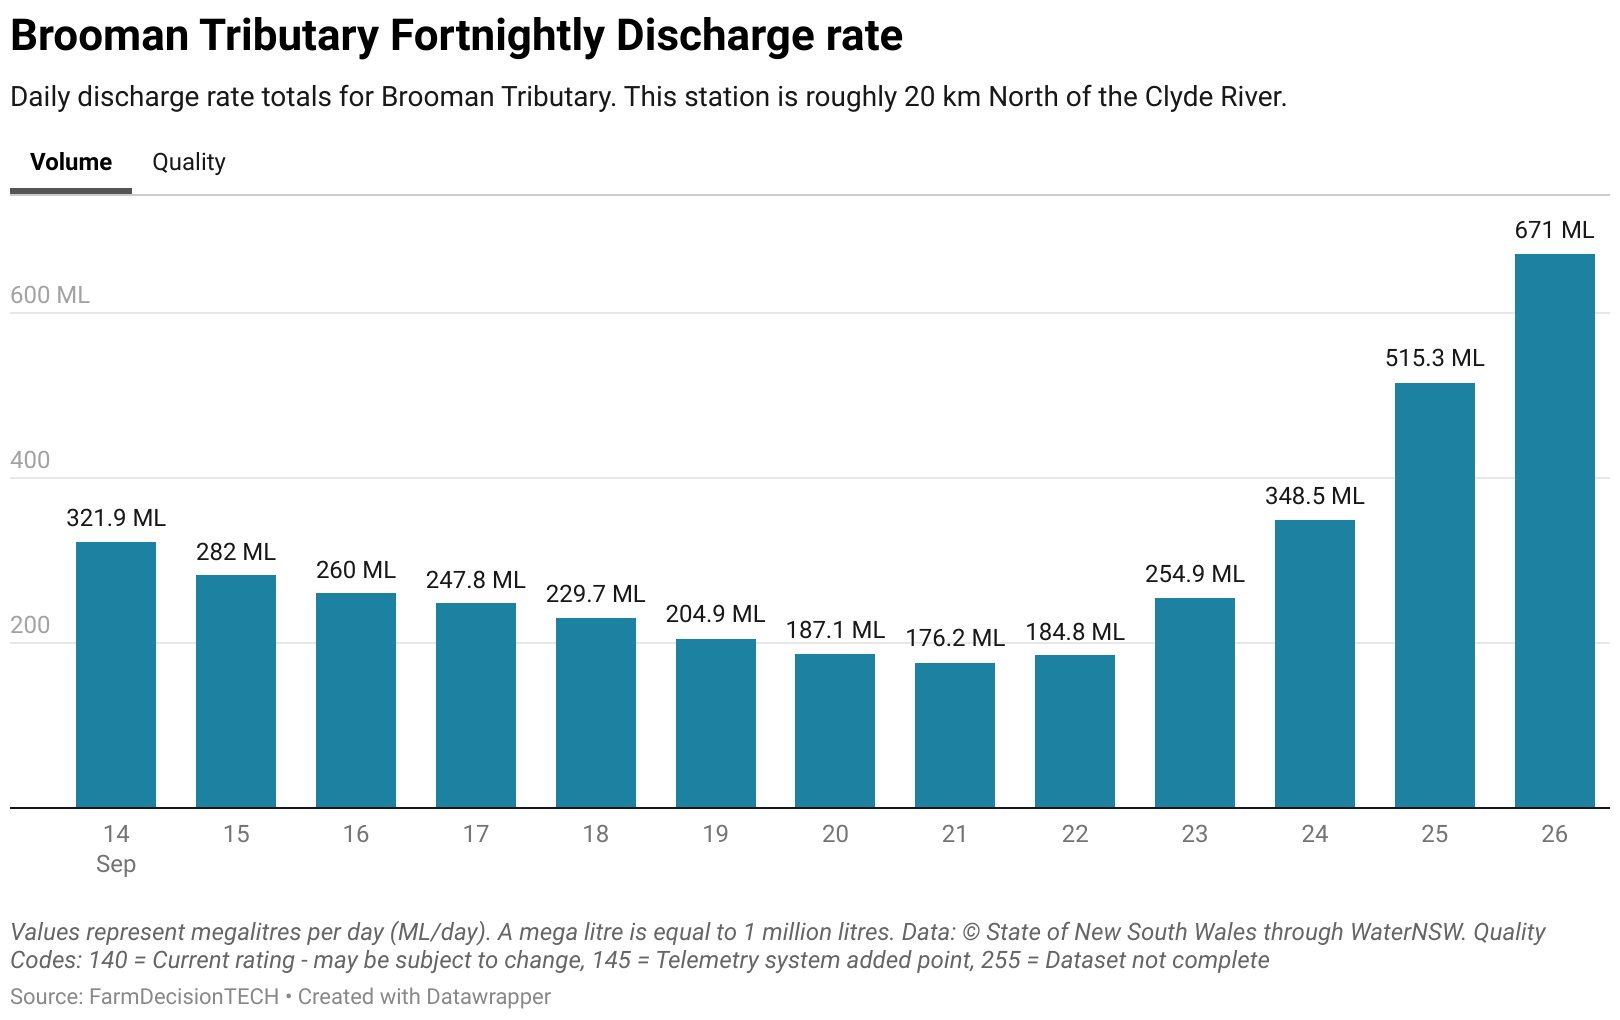 Brooman Tributary Fortnightly Discharge rate
Daily discharge rate totals for Brooman Tributary. This station is roughly 20 km North of the Clyde River.
Volume Quality
671 ML
600 ML
515.3 ML
400
348.5 ML
321.9 ML
282 ML
260 ML
247.8 ML
229.7 ML
204.9 ML
187.1 ML
176.2 ML
184.8 ML
254.9 ML
200
14 15 16 17 18 19 20 21 22 23 24 25 26
Sep
Values represent megalitres per day (ML/day). A mega litre is equal to 1 million litres. Data: © State of New South Wales through WaterNSW. Quality
Codes: 140 = Current rating - may be subject to change, 145 = Telemetry system added point, 255 = Dataset not complete
Source: FarmDecisionTECH • Created with Datawrapper